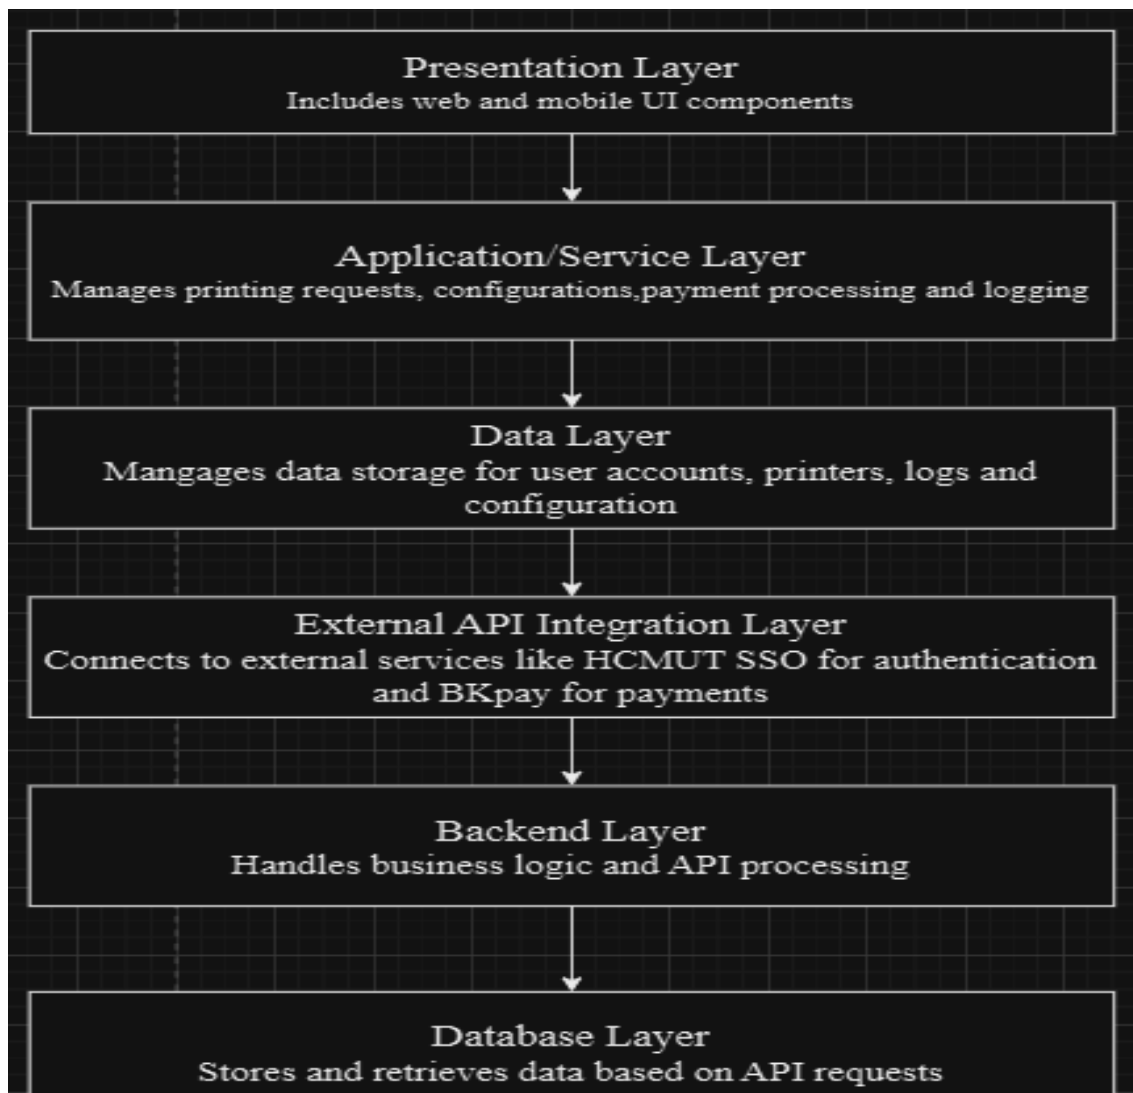 Presentation Layer
Includes web and mobile UI components
Application/Service Layer
Manages printing requests, configurations,payment processing and logging
Data Layer
Mangages data storage for user accounts, printers, logs and
configuration
External API Integration Layer
Connects to external services like HCMUT SSO for authentication
and BKpay for payments
Backend Layer
Handles business logic and API processing
Database Layer
Stores and retrieves data based on API requests